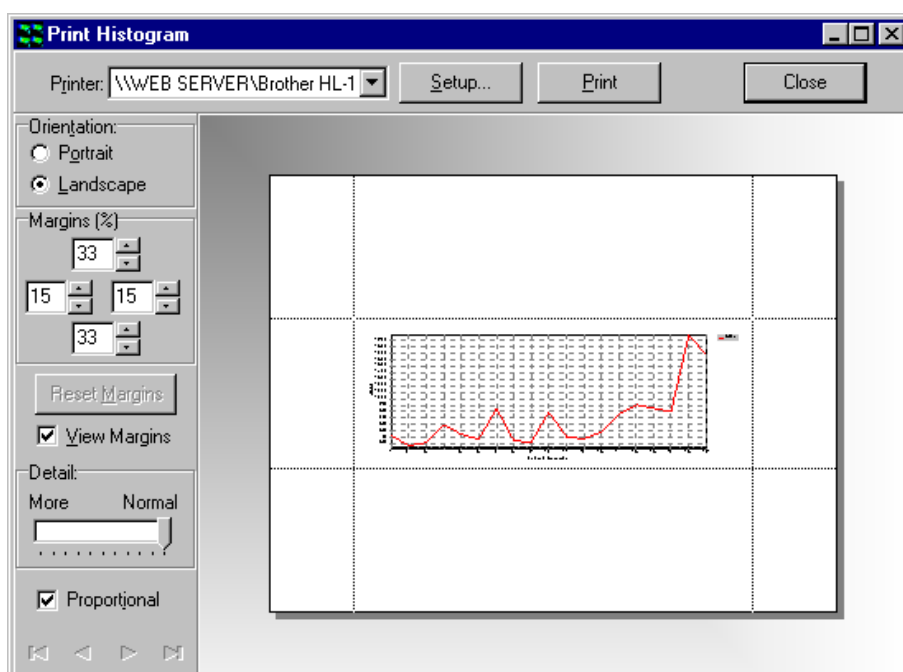 Print Histogram
Printer: \\WEB SERVER\Brother HL-1 Setup... Print Close
Orientation:
Portrait
Landscape
Margins (%)
33
15 15
33
Reset Margins
View Margins
Detail:
More Normal
Proportional